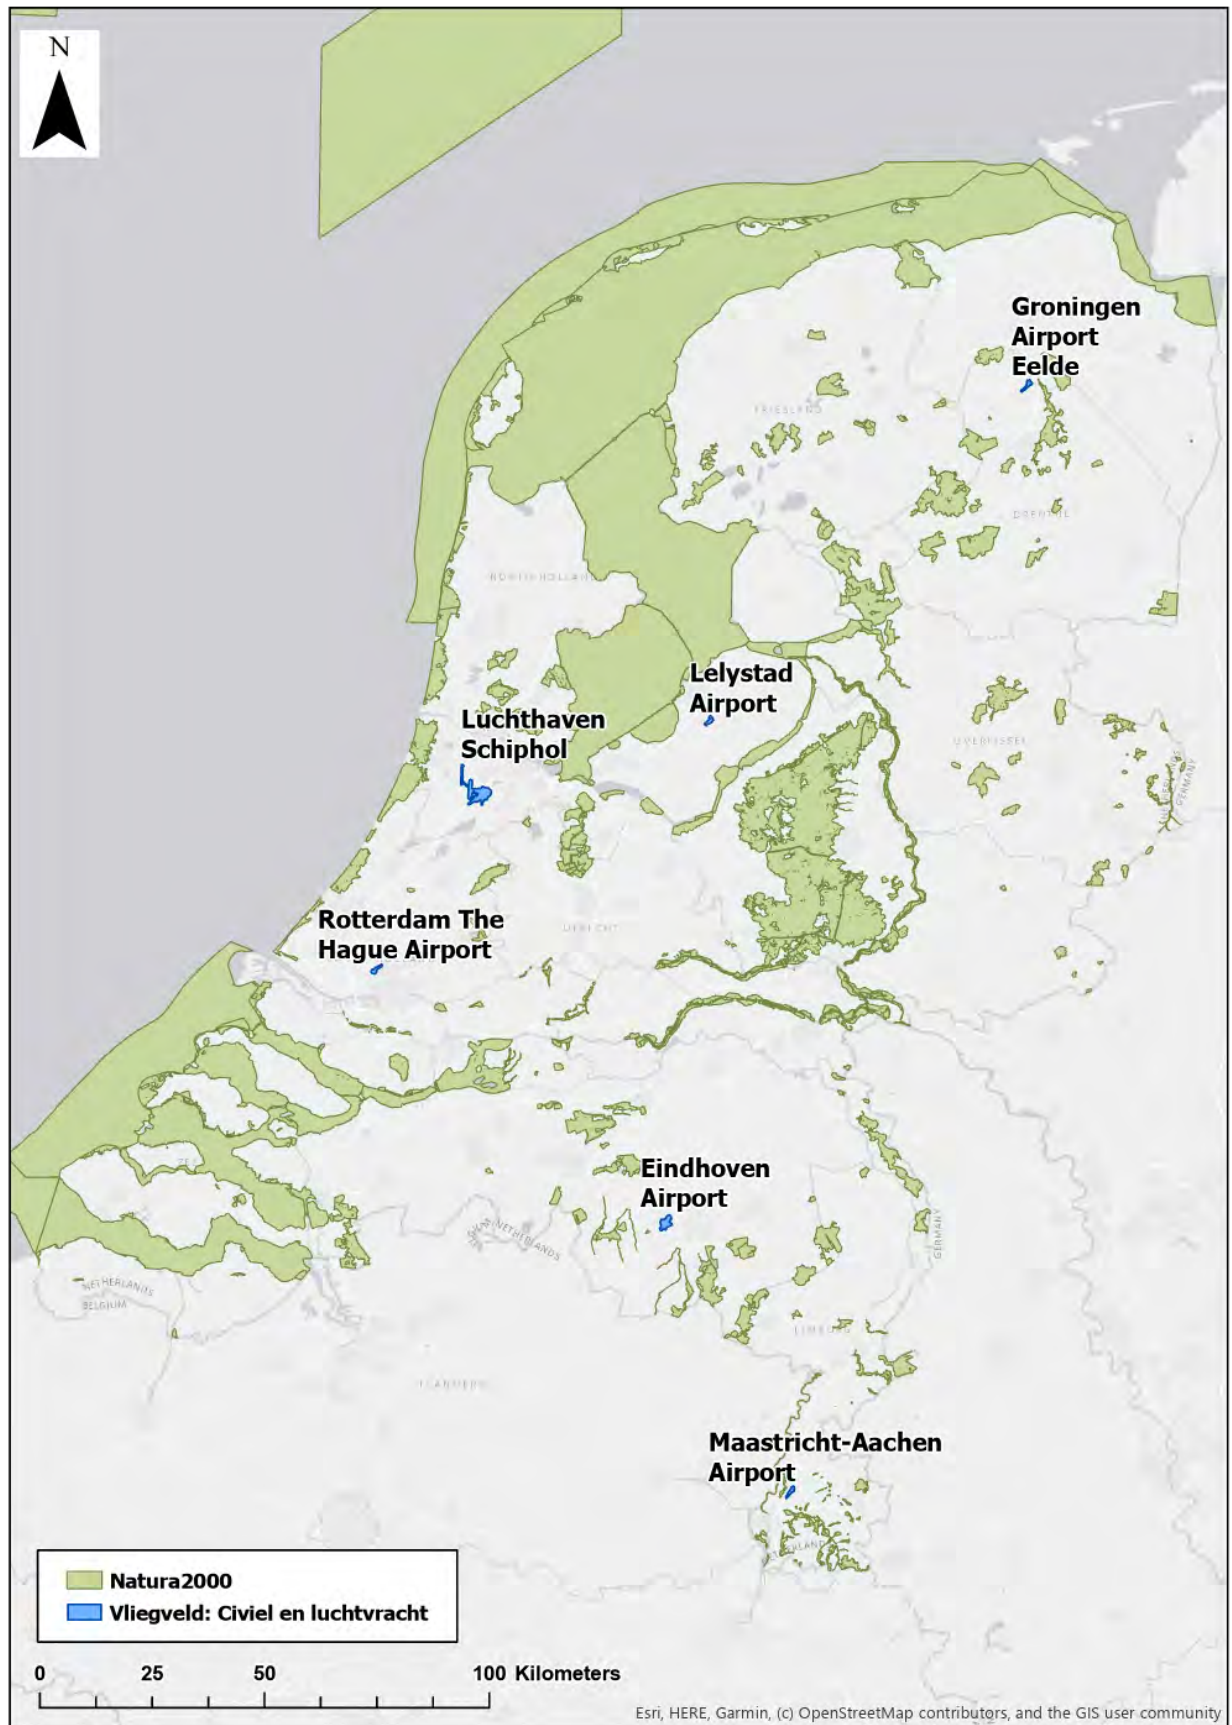 N
Groningen
Airport
Eelde
FRIESLAND
DRENTHE
NORTH HOLLAND
Lelystad
Airport
Luchthaven
Schiphol
OVERIJSSEL
GERMANY
Rotterdam The
Hague Airport
UTRECHT
Eindhoven
Airport
NETHERLANDS
GERMANY
NETHERLANDS
BELGIUM
LIMBURG
FLANDERS
Maastricht-Aachen
Airport
Natura2000
Vliegveld: Civiel en luchtvracht
0 25 50 100 Kilometers
Esri, HERE, Garmin, (c) OpenStreetMap contributors, and the GIS user community